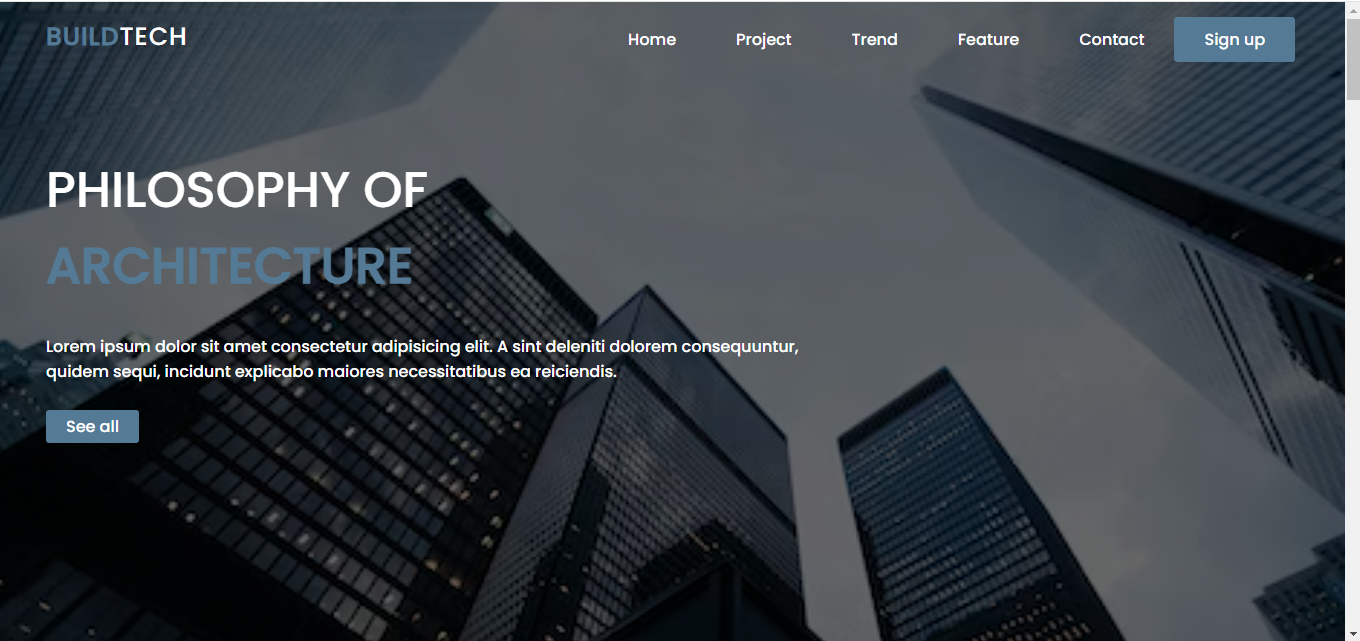 BUILDTECH
Home Project Trend Feature Contact Sign up
PHILOSOPHY OF
ARCHITECTURE
Lorem ipsum dolor sit amet consectetur adipisicing elit. A sint deleniti dolorem consequuntur,
quidem sequi, incidunt explicabo maiores necessitatibus ea reiciendis.
See all